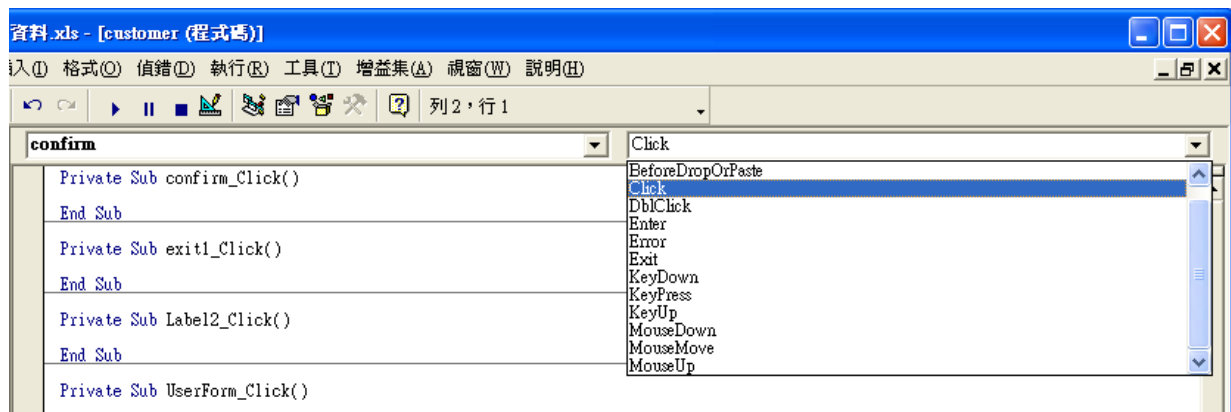 資料.xls - [customer (程式碼)]
入(I) 格式(O) 偵錯(D) 執行(R) 工具(T) 增益集(A) 視窗(W) 說明(H)
列 2，行 1
confirm
Click
Private Sub confirm_Click()
End Sub
Private Sub exit1_Click()
End Sub
Private Sub Label2_Click()
End Sub
Private Sub UserForm_Click()
BeforeDropOrPaste
Click
DblClick
Enter
Error
Exit
KeyDown
KeyPress
KeyUp
MouseDown
MouseMove
MouseUp